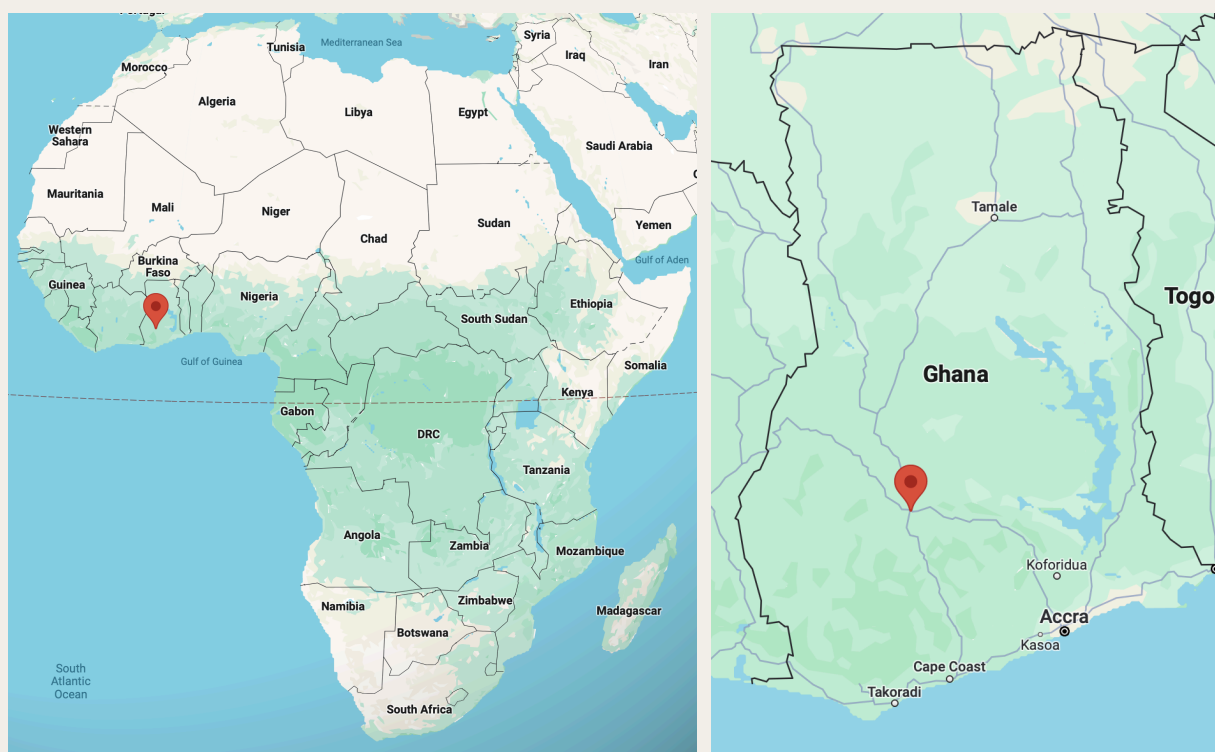 Portugal
Tunisia
Mediterranean Sea
Syria
Iraq
Iran
Morocco
Algeria
Libya
Egypt
Western
Sahara
Saudi Arabia
Mauritania
Mali
Niger
Chad
Sudan
Yemen
Gulf of Aden
Burkina
Faso
Guinea
Nigeria
Ethiopia
South Sudan
Gulf of Guinea
Somalia
Kenya
Gabon
DRC
Tanzania
Angola
Zambia
Mozambique
Namibia
Zimbabwe
Madagascar
Botswana
South
Atlantic
Ocean
South Africa
Tamale
Togo
Ghana
Koforidua
Accra
Kasoa
Cape Coast
Takoradi